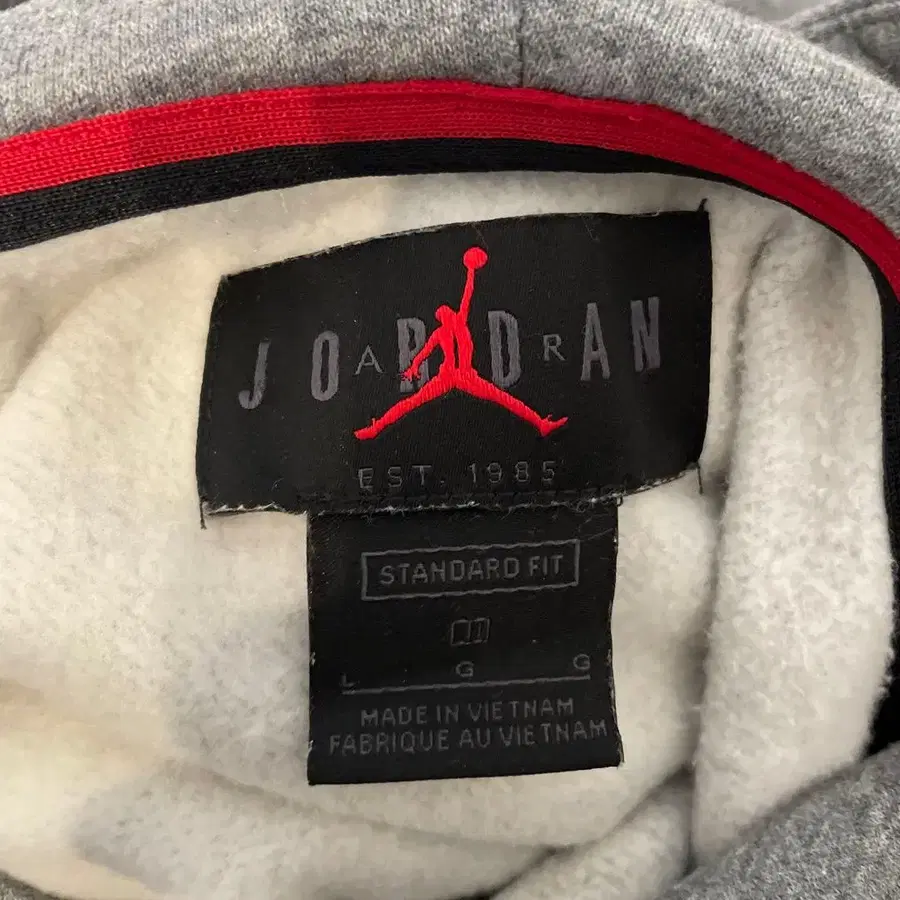 JORDAN
AIR
EST. 1985
STANDARD FIT
L G G
MADE IN VIETNAM
FABRIQUE AU VIETNAM